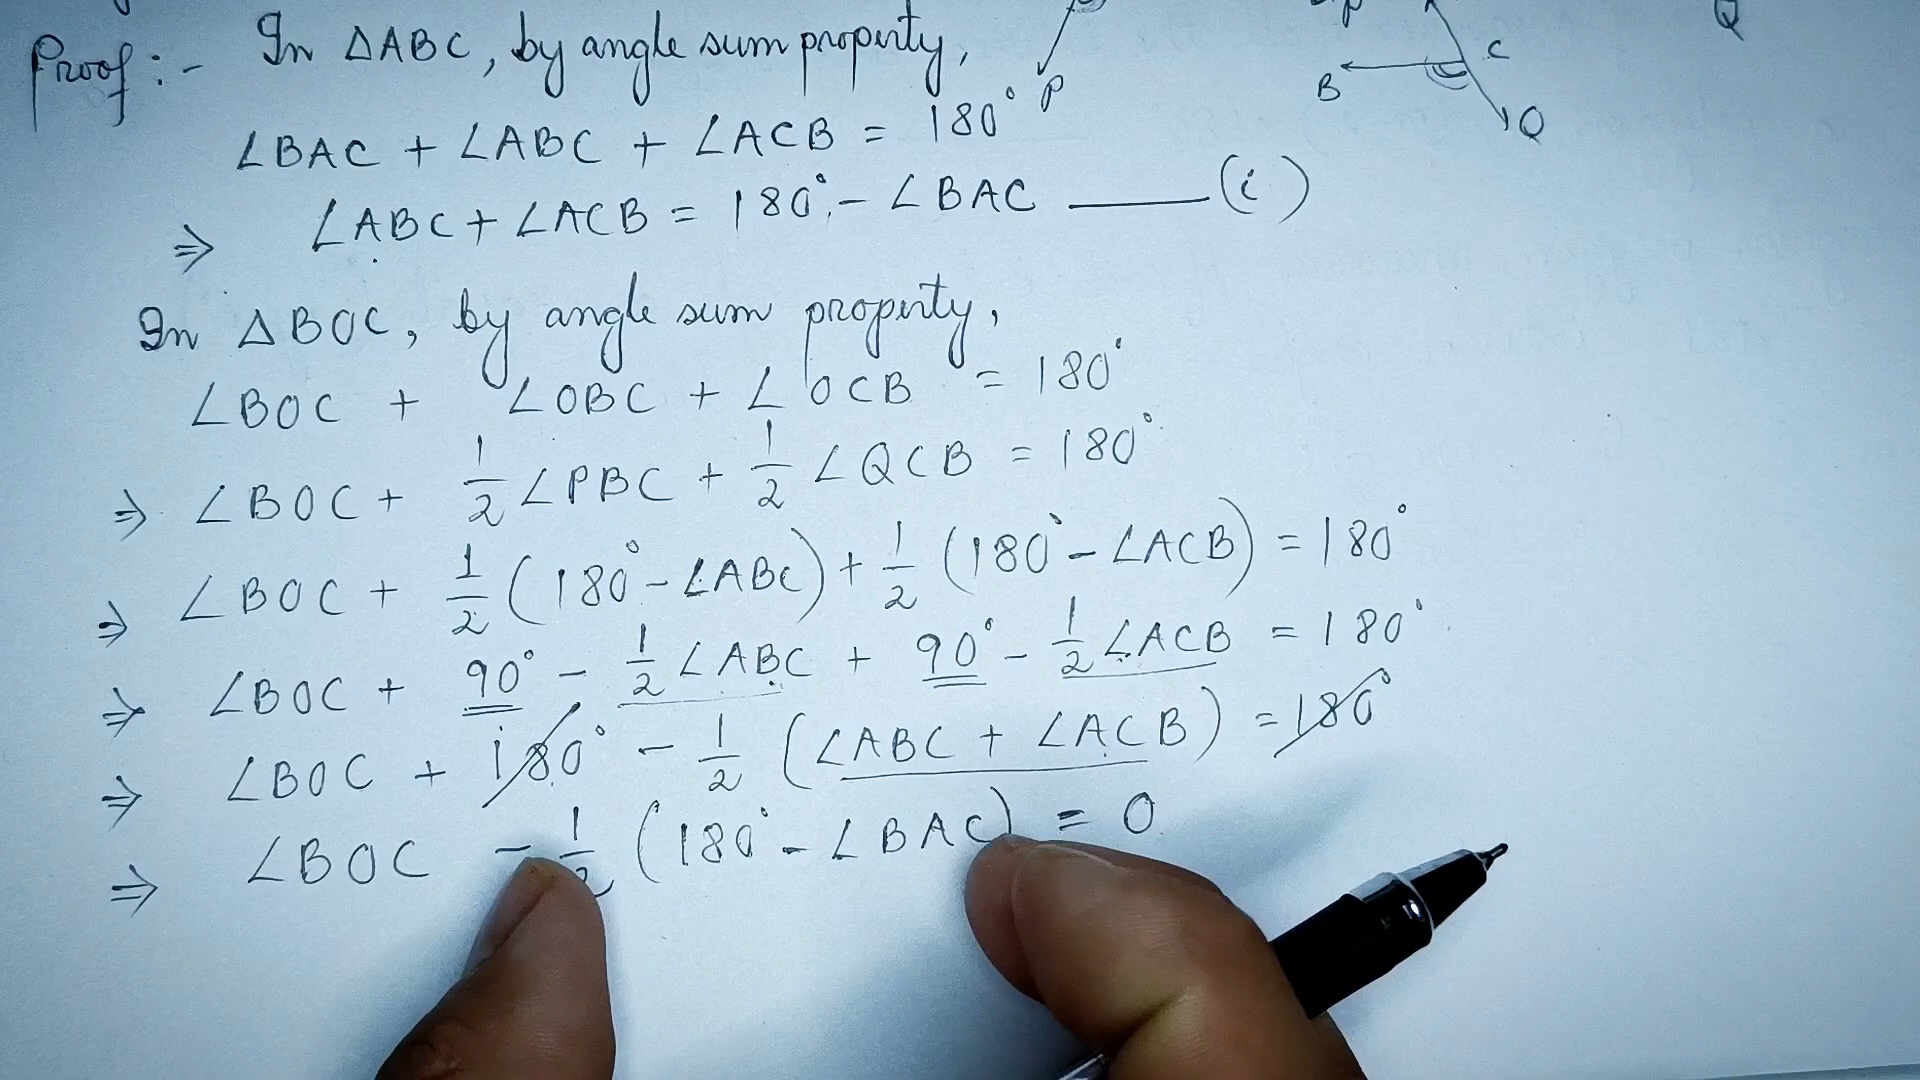 Proof :- In △ABC, by angle sum property,
∠BAC + ∠ABC + ∠ACB = 180°
⇒ ∠ABC + ∠ACB = 180° - ∠BAC —— (i)
In △BOC, by angle sum property,
∠BOC + ∠OBC + ∠OCB = 180°
⇒ ∠BOC + 1/2 ∠PBC + 1/2 ∠QCB = 180°
⇒ ∠BOC + 1/2 (180° - ∠ABC) + 1/2 (180° - ∠ACB) = 180°
⇒ ∠BOC + 90° - 1/2 ∠ABC + 90° - 1/2 ∠ACB = 180°
⇒ ∠BOC + 180° - 1/2 (∠ABC + ∠ACB) = 180°
⇒ ∠BOC - 1/2 (180° - ∠BAC) = 0
P
P
B
C
Q
Q